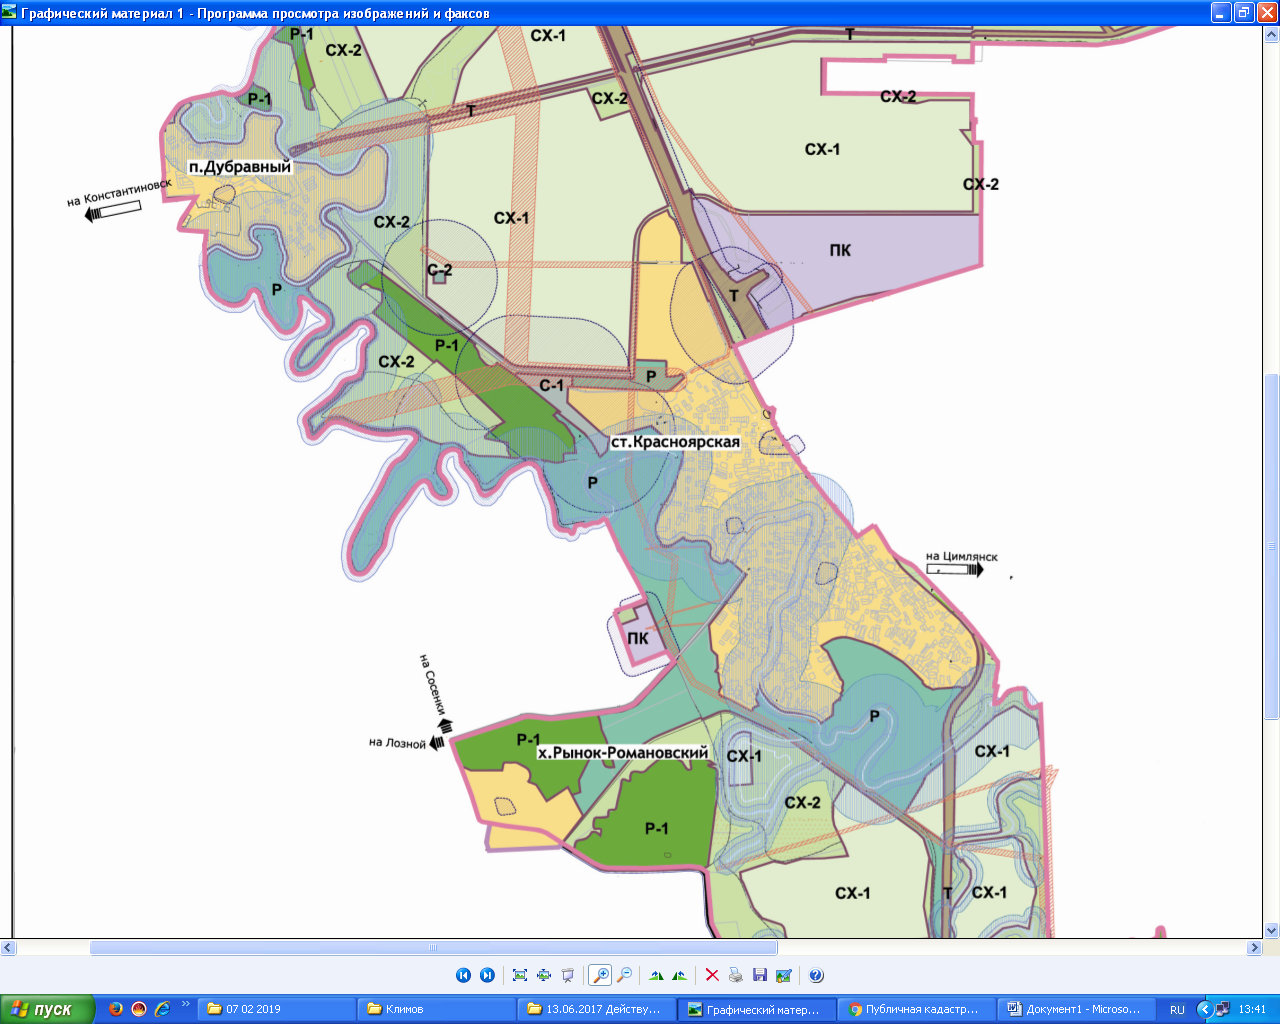 Графический материал 1 - Программа просмотра изображений и факсов
Р-1
СХ-2
СХ-1
Т
Р-1
Т
СХ-2
СХ-2
СХ-1
п.Дубравный
на Константиновск
СХ-2
СХ-2
СХ-1
ПК
С-2
Р
Т
Р-1
СХ-2
С-1
Р
ст.Красноярская
Р
на Цимлянск
ПК
на Сосенки
на Лозной
Р-1
х.Рынок-Романовский
Р
СХ-1
СХ-1
СХ-2
Р-1
СХ-1
Т
СХ-1
пуск
07 02 2019
Климов
13.06.2017 Действу...
Графический матер...
Публичная кадастр...
Документ1 - Microso...
RU
13:41